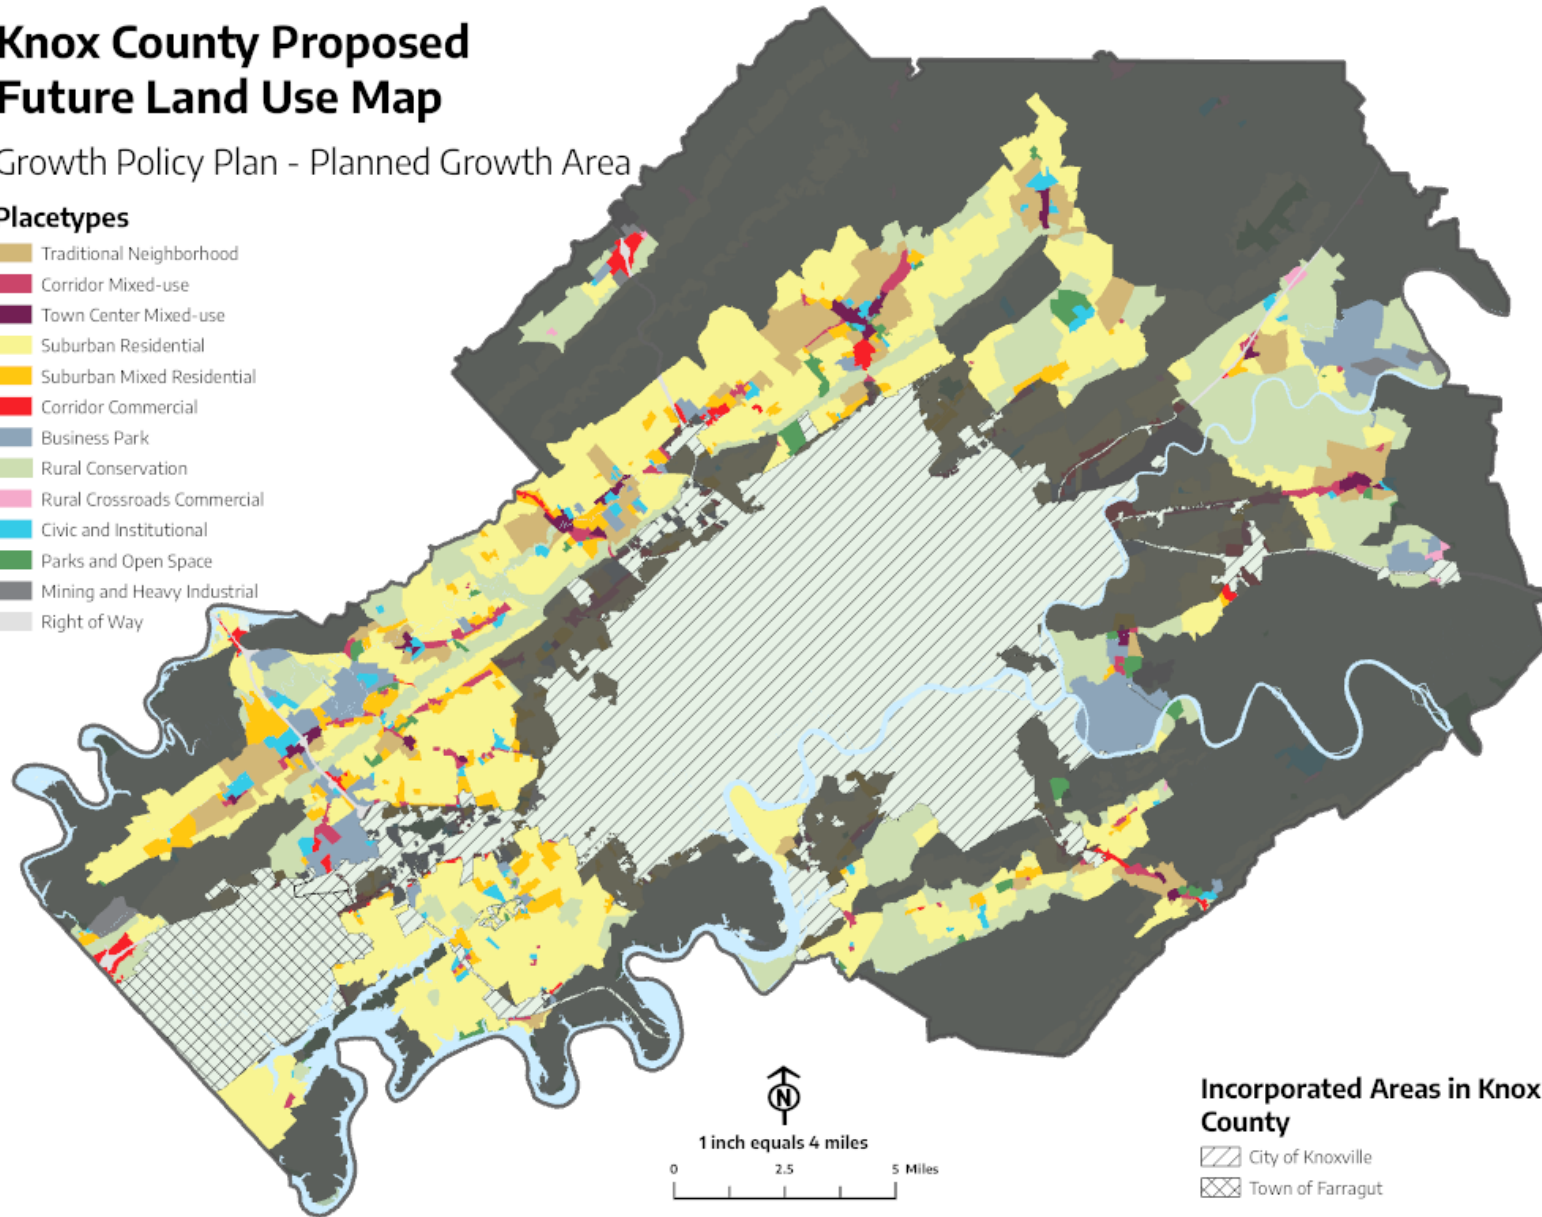 Knox County Proposed
Future Land Use Map
Growth Policy Plan - Planned Growth Area
Placetypes
Traditional Neighborhood
Corridor Mixed-use
Town Center Mixed-use
Suburban Residential
Suburban Mixed Residential
Corridor Commercial
Business Park
Rural Conservation
Rural Crossroads Commercial
Civic and Institutional
Parks and Open Space
Mining and Heavy Industrial
Right of Way
N
1 inch equals 4 miles
0 2.5 5 Miles
Incorporated Areas in Knox
County
City of Knoxville
Town of Farragut